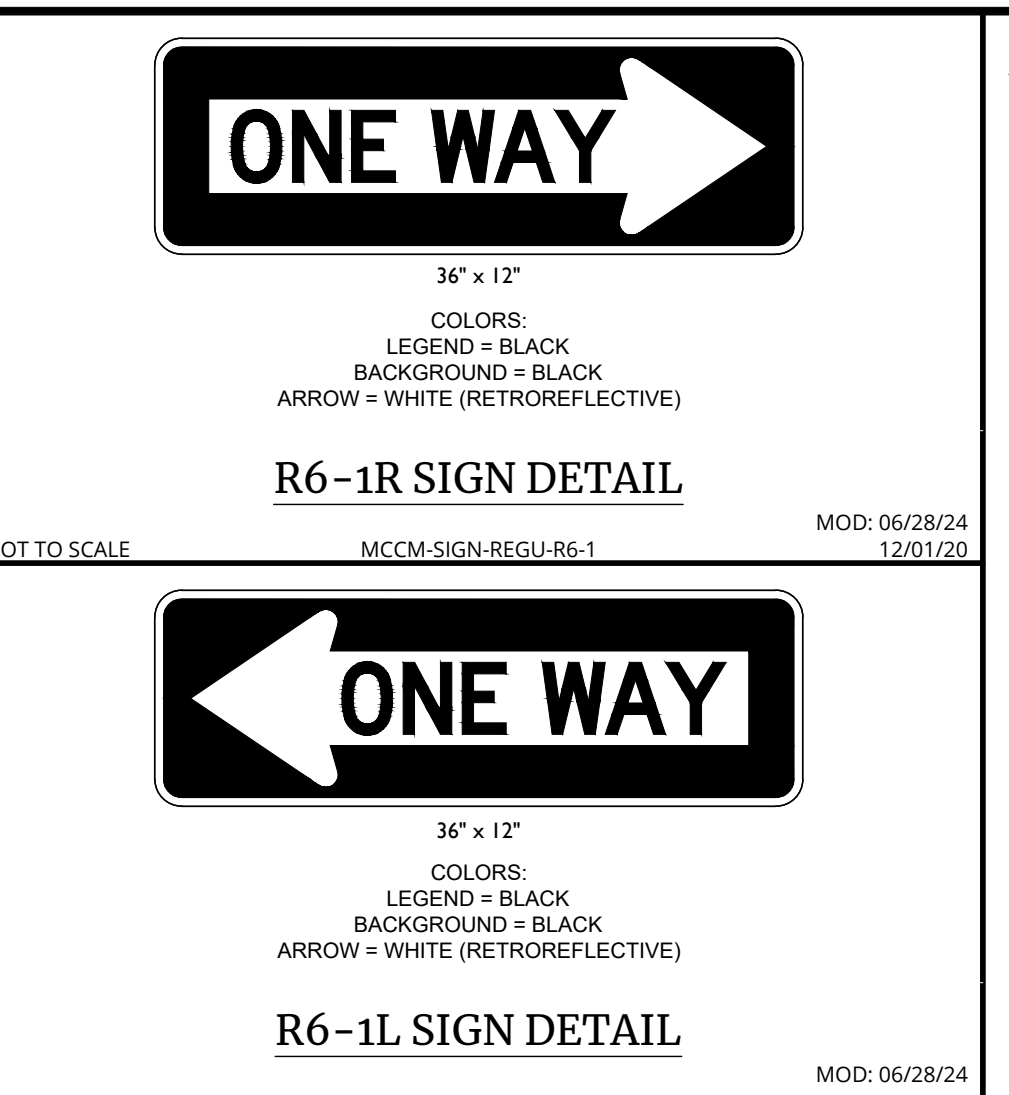 ONE WAY
36" x 12"
COLORS:
LEGEND = BLACK
BACKGROUND = BLACK
ARROW = WHITE (RETROREFLECTIVE)
R6-1R SIGN DETAIL
MOD: 06/28/24
OT TO SCALE MCCM-SIGN-REGU-R6-1 12/01/20
ONE WAY
36" x 12"
COLORS:
LEGEND = BLACK
BACKGROUND = BLACK
ARROW = WHITE (RETROREFLECTIVE)
R6-1L SIGN DETAIL
MOD: 06/28/24